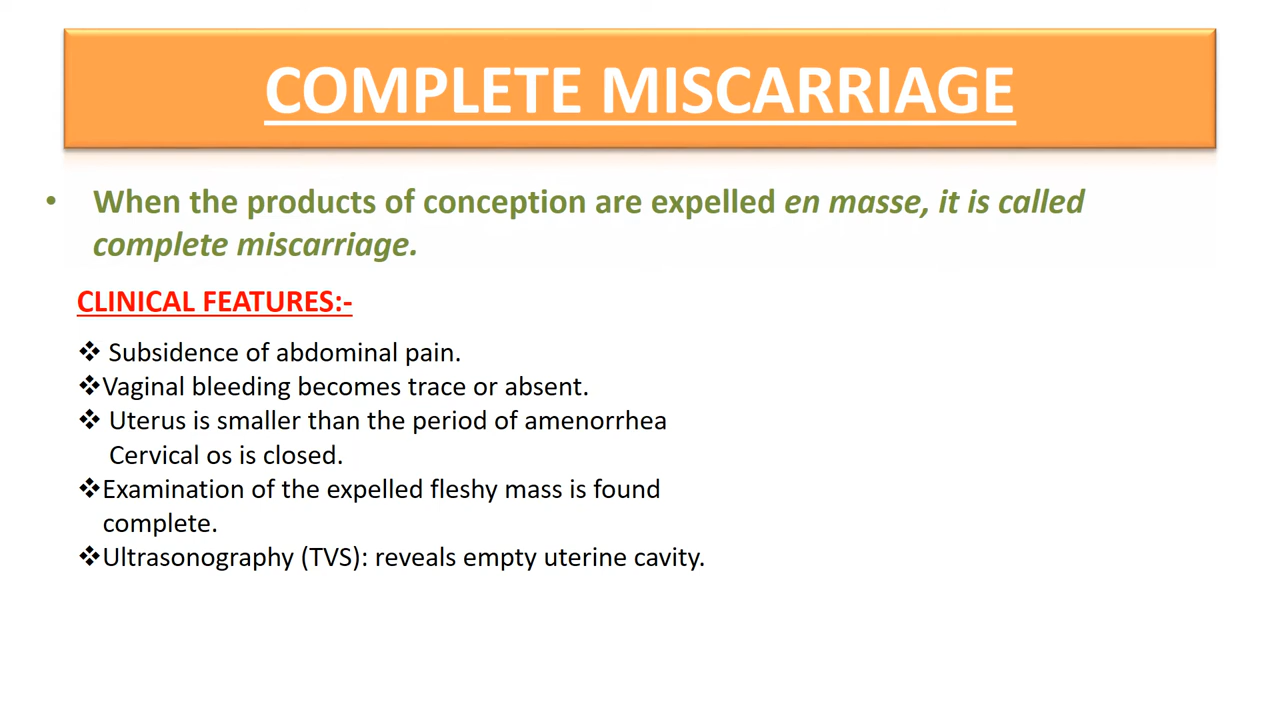 COMPLETE MISCARRIAGE
• When the products of conception are expelled en masse, it is called
complete miscarriage.
CLINICAL FEATURES:-
❖ Subsidence of abdominal pain.
❖Vaginal bleeding becomes trace or absent.
❖ Uterus is smaller than the period of amenorrhea
Cervical os is closed.
❖Examination of the expelled fleshy mass is found
complete.
❖Ultrasonography (TVS): reveals empty uterine cavity.